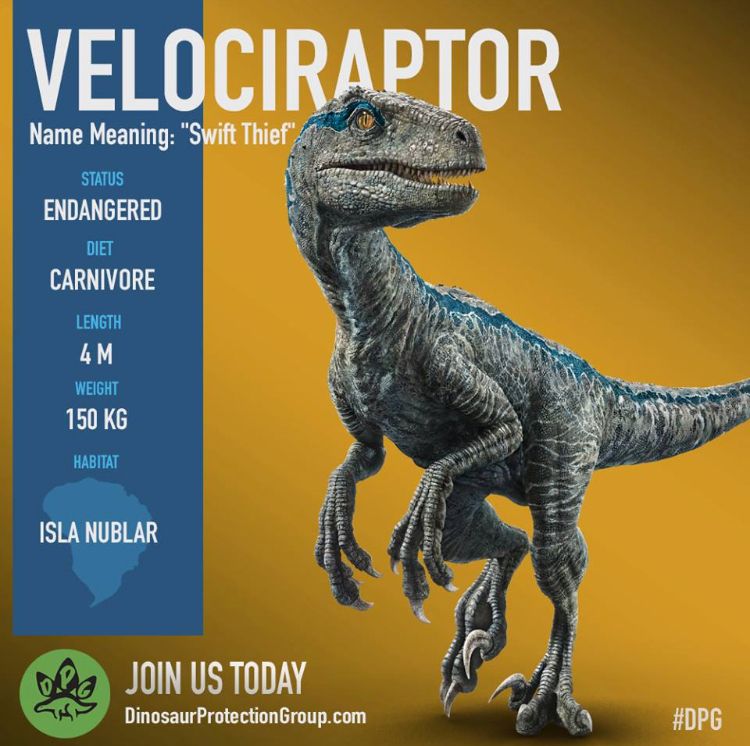 VELOCIRAPTOR
Name Meaning: "Swift Thief"
STATUS
ENDANGERED
DIET
CARNIVORE
LENGTH
4 M
WEIGHT
150 KG
HABITAT
ISLA NUBLAR
DPG
JOIN US TODAY
DinosaurProtectionGroup.com
#DPG